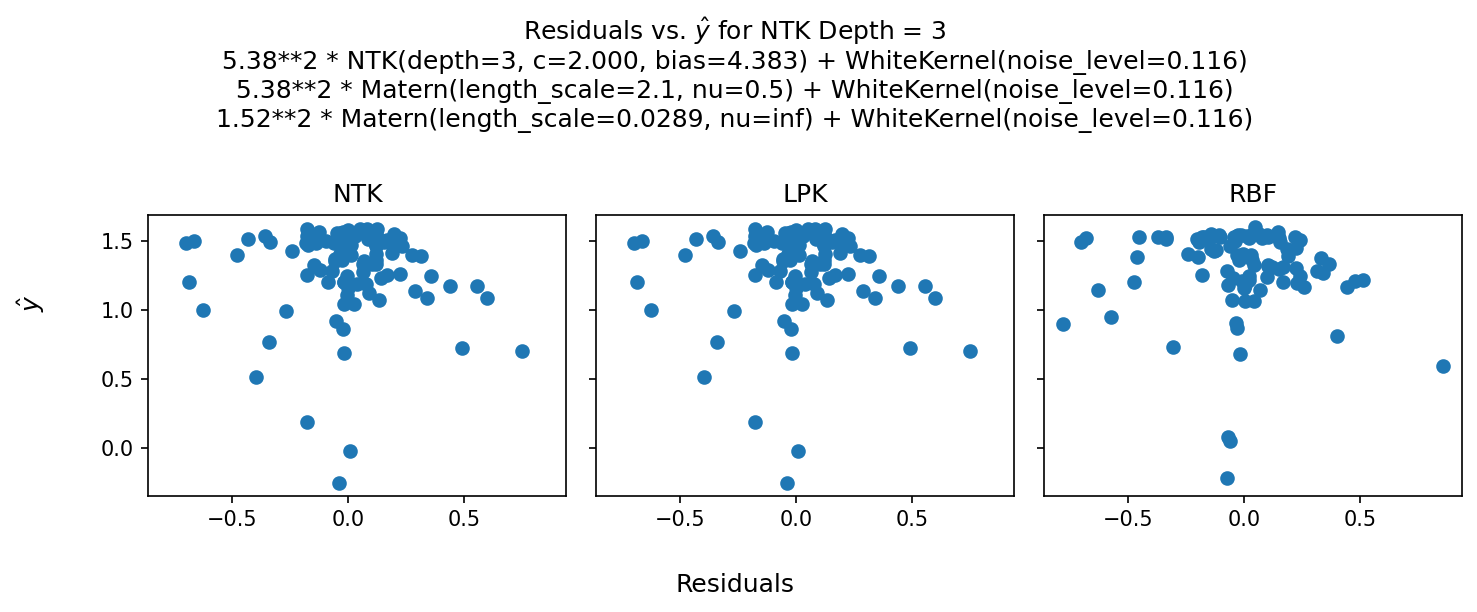 Residuals vs. ŷ for NTK Depth = 3
5.38**2 * NTK(depth=3, c=2.000, bias=4.383) + WhiteKernel(noise_level=0.116)
5.38**2 * Matern(length_scale=2.1, nu=0.5) + WhiteKernel(noise_level=0.116)
1.52**2 * Matern(length_scale=0.0289, nu=inf) + WhiteKernel(noise_level=0.116)
NTK LPK RBF
1.5
1.0
0.5
0.0
ŷ
−0.5 0.0 0.5 −0.5 0.0 0.5 −0.5 0.0 0.5
Residuals